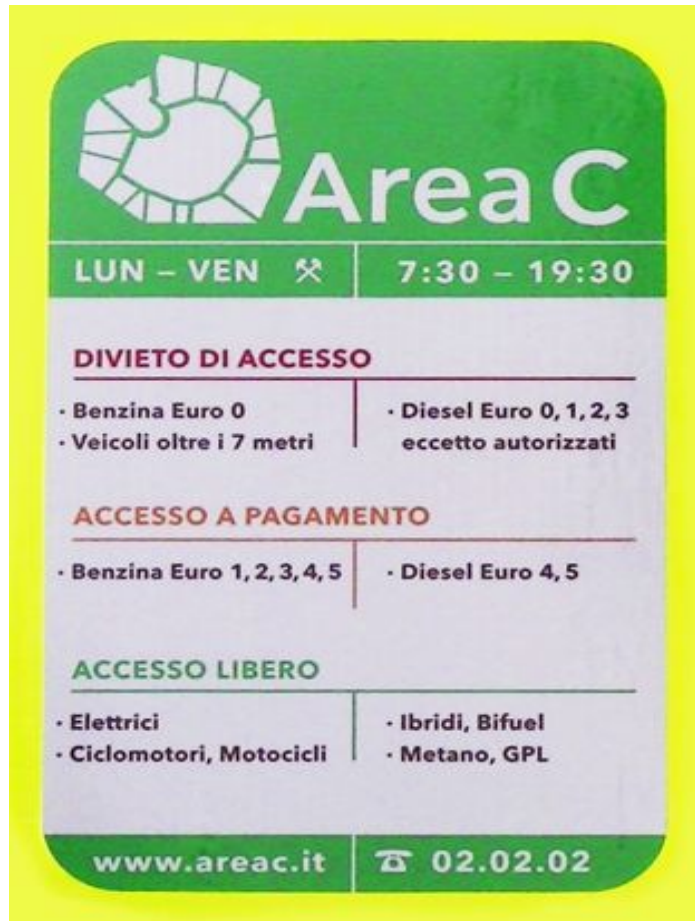 Area C
LUN – VEN ⚒ 7:30 – 19:30
DIVIETO DI ACCESSO
· Benzina Euro 0
· Veicoli oltre i 7 metri
· Diesel Euro 0, 1, 2, 3
eccetto autorizzati
ACCESSO A PAGAMENTO
· Benzina Euro 1, 2, 3, 4, 5
· Diesel Euro 4, 5
ACCESSO LIBERO
· Elettrici
· Ciclomotori, Motocicli
· Ibridi, Bifuel
· Metano, GPL
www.areac.it ☎ 02.02.02